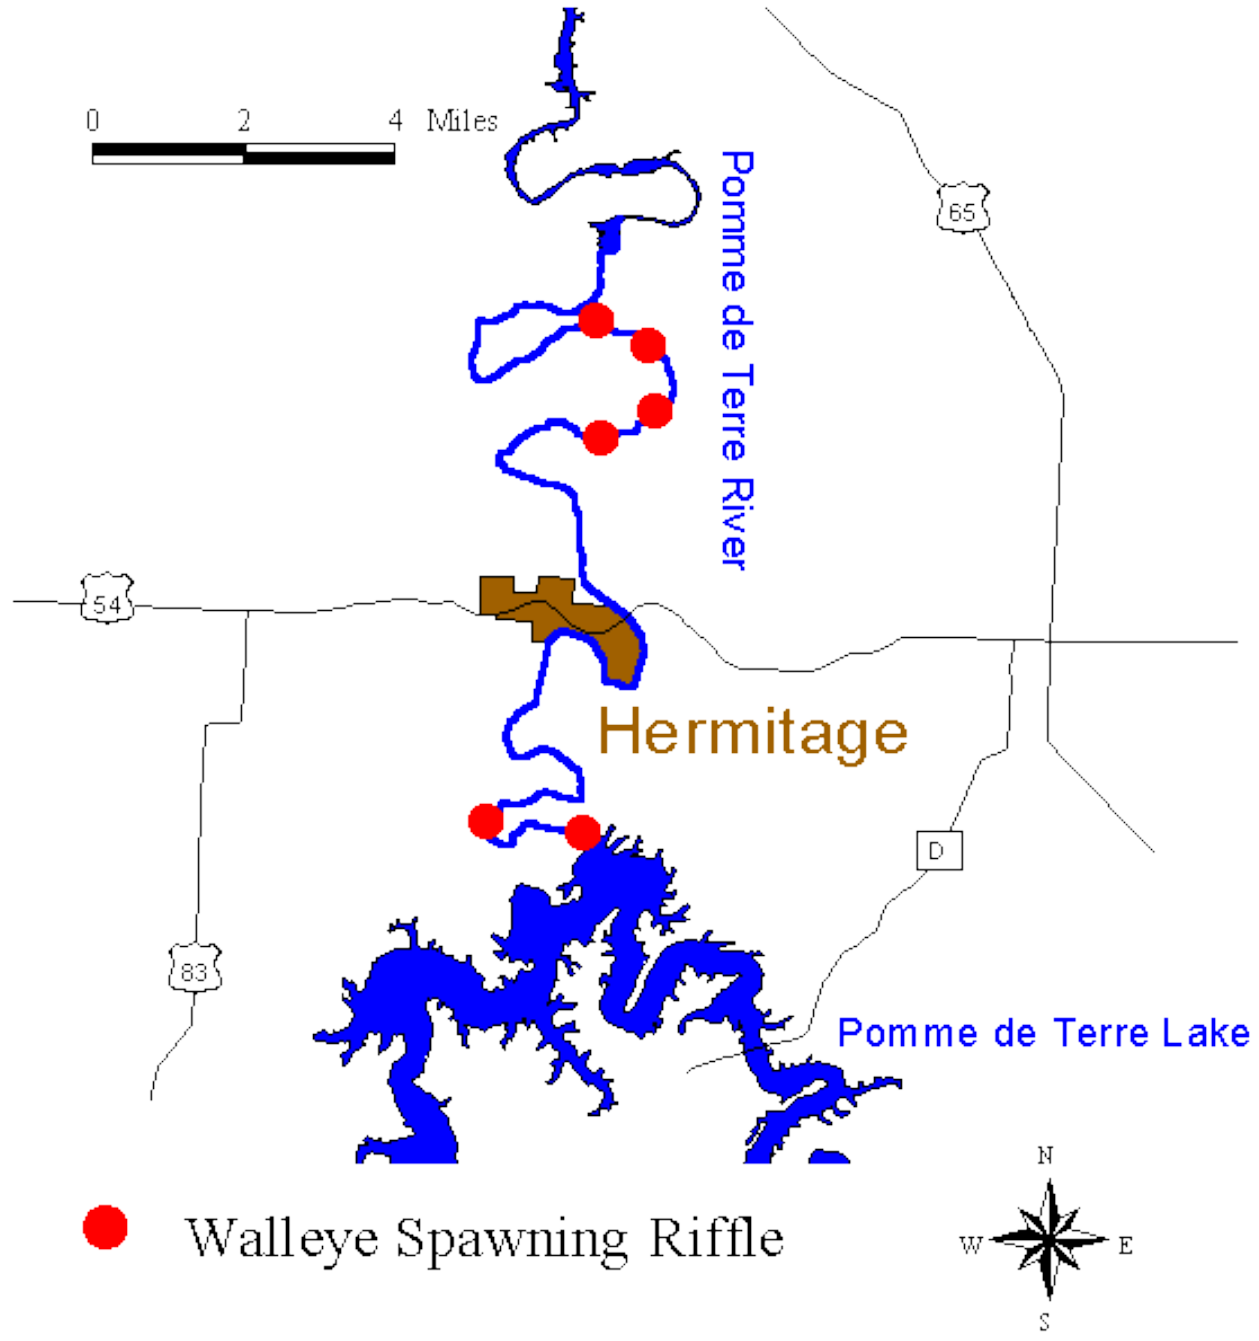 0 2 4 Miles
Pomme de Terre River
65
54
Hermitage
D
83
Pomme de Terre Lake
N
W E
S
Walleye Spawning Riffle